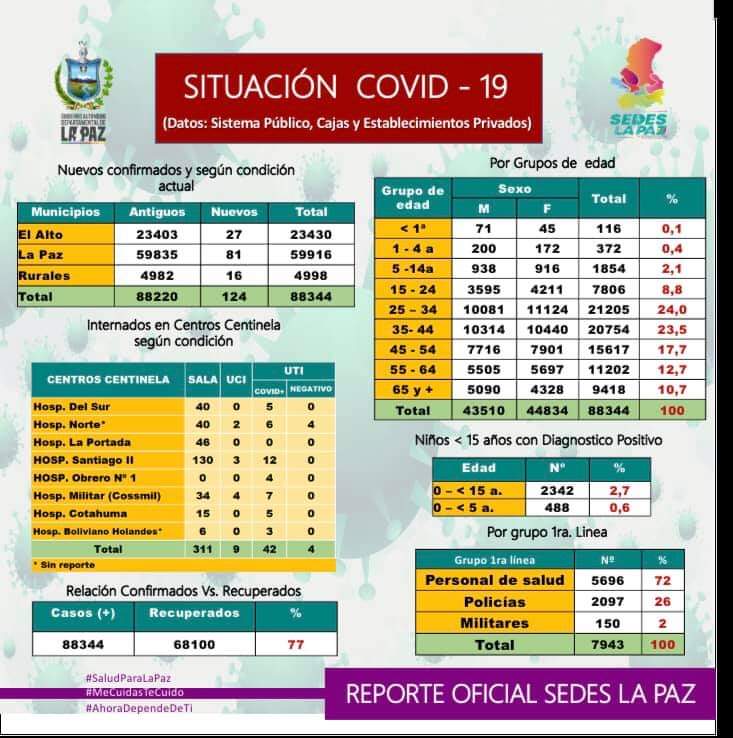 SITUACIÓN COVID - 19
(Datos: Sistema Público, Cajas y Establecimientos Privados)
GOBIERNO AUTÓNOMO
DEPARTAMENTAL DE
LA PAZ
SEDES
LA PAZ
Nuevos confirmados y según condición
actual
Municipios Antiguos Nuevos Total
El Alto 23403 27 23430
La Paz 59835 81 59916
Rurales 4982 16 4998
Total 88220 124 88344
Internados en Centros Centinela
según condición
CENTROS CENTINELA SALA UCI UTI
COVID+ NEGATIVO
Hosp. Del Sur 40 0 5 0
Hosp. Norte* 40 2 6 4
Hosp. La Portada 46 0 0 0
HOSP. Santiago II 130 3 12 0
HOSP. Obrero Nº 1 0 0 4 0
Hosp. Militar (Cossmil) 34 4 7 0
Hosp. Cotahuma 15 0 5 0
Hosp. Boliviano Holandes* 6 0 3 0
Total 311 9 42 4
* Sin reporte
Relación Confirmados Vs. Recuperados
Casos (+) Recuperados %
88344 68100 77
Por Grupos de edad
Grupo de edad Sexo Total %
M F
< 1ª 71 45 116 0,1
1 - 4 a 200 172 372 0,4
5 -14a 938 916 1854 2,1
15 - 24 3595 4211 7806 8,8
25 – 34 10081 11124 21205 24,0
35- 44 10314 10440 20754 23,5
45 - 54 7716 7901 15617 17,7
55 - 64 5505 5697 11202 12,7
65 y + 5090 4328 9418 10,7
Total 43510 44834 88344 100
Niños < 15 años con Diagnostico Positivo
Edad Nº %
0 – < 15 a. 2342 2,7
0 – < 5 a. 488 0,6
Por grupo 1ra. Linea
Grupo 1ra línea Nº %
Personal de salud 5696 72
Policías 2097 26
Militares 150 2
Total 7943 100
#SaludParaLaPaz
#MeCuidasTeCuido
#AhoraDependeDeTi
REPORTE OFICIAL SEDES LA PAZ